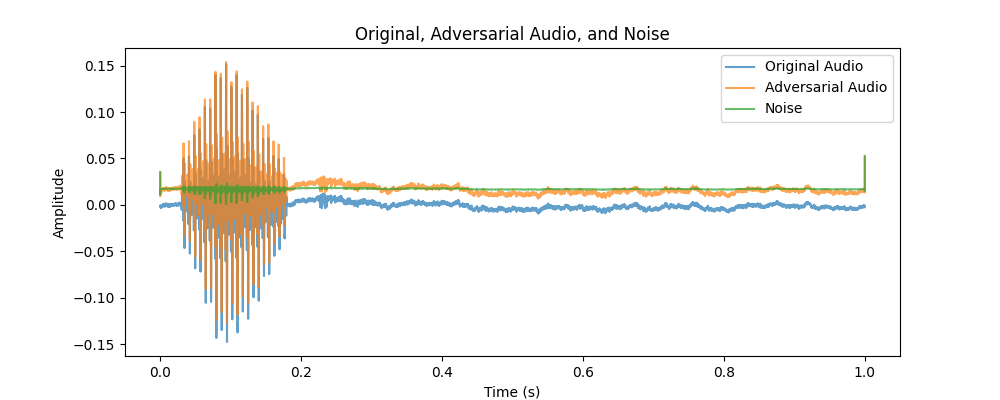 Original, Adversarial Audio, and Noise
Original Audio
Adversarial Audio
Noise
Amplitude
0.15
0.10
0.05
0.00
−0.05
−0.10
−0.15
0.0 0.2 0.4 0.6 0.8 1.0
Time (s)